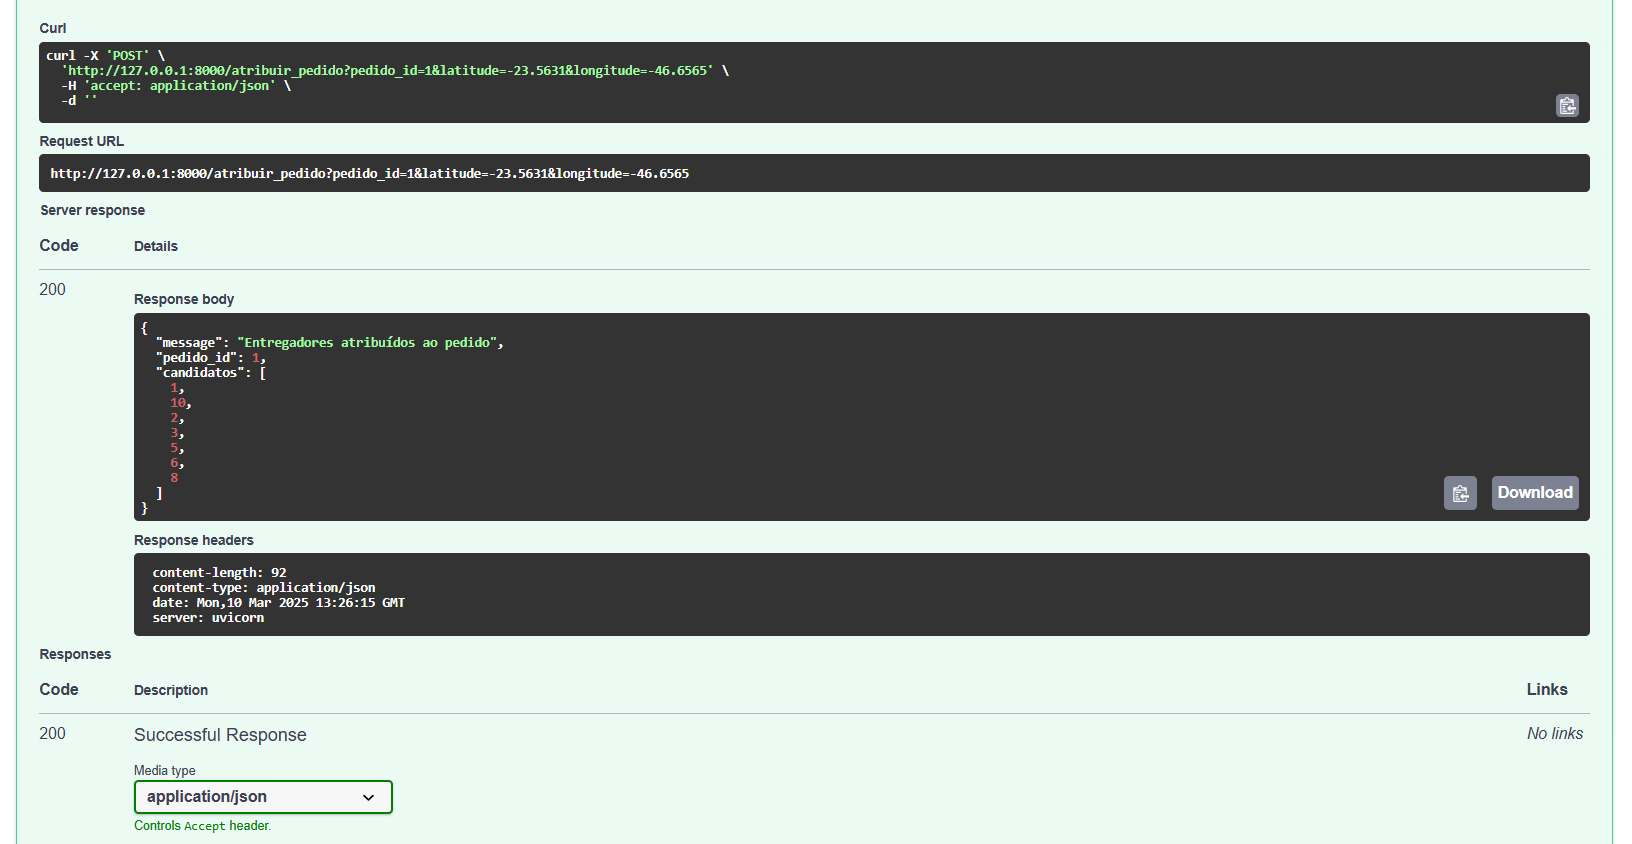 Curl
curl -X 'POST' \
  'http://127.0.0.1:8000/atribuir_pedido?pedido_id=1&latitude=-23.5631&longitude=-46.6565' \
  -H 'accept: application/json' \
  -d ''
Request URL
http://127.0.0.1:8000/atribuir_pedido?pedido_id=1&latitude=-23.5631&longitude=-46.6565
Server response
Code Details
200
Response body
{
  "message": "Entregadores atribuídos ao pedido",
  "pedido_id": 1,
  "candidatos": [
    1,
    10,
    2,
    3,
    5,
    6,
    8
  ]
}
Download
Response headers
content-length: 92
content-type: application/json
date: Mon,10 Mar 2025 13:26:15 GMT
server: uvicorn
Responses
Code Description Links
200 Successful Response No links
Media type
application/json
Controls Accept header.